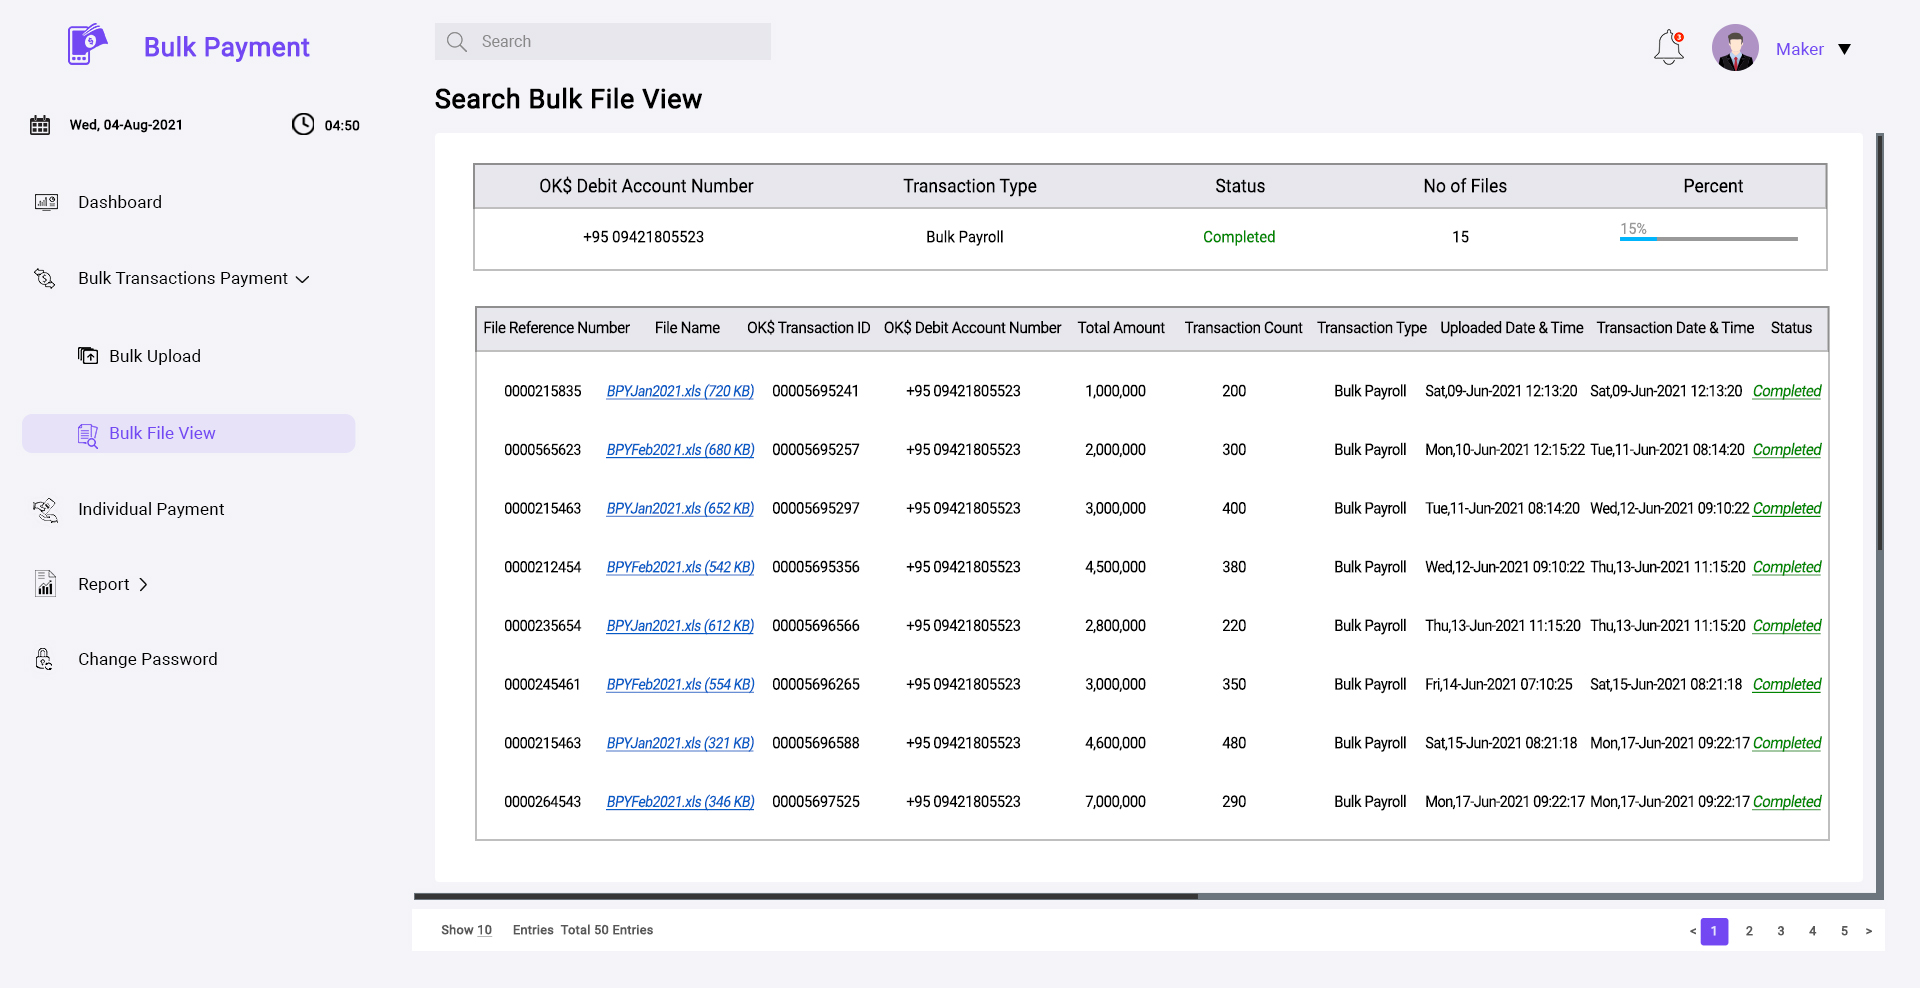 Bulk Payment
Search
3
Maker
Search Bulk File View
Wed, 04-Aug-2021 04:50
Dashboard
Bulk Transactions Payment
Bulk Upload
Bulk File View
Individual Payment
Report
Change Password
OK$ Debit Account Number Transaction Type Status No of Files Percent
+95 09421805523 Bulk Payroll Completed 15 15%
File Reference Number File Name OK$ Transaction ID OK$ Debit Account Number Total Amount Transaction Count Transaction Type Uploaded Date & Time Transaction Date & Time Status
0000215835 BPYJan2021.xls (720 KB) 00005695241 +95 09421805523 1,000,000 200 Bulk Payroll Sat,09-Jun-2021 12:13:20 Sat,09-Jun-2021 12:13:20 Completed
0000565623 BPYFeb2021.xls (680 KB) 00005695257 +95 09421805523 2,000,000 300 Bulk Payroll Mon,10-Jun-2021 12:15:22 Tue,11-Jun-2021 08:14:20 Completed
0000215463 BPYJan2021.xls (652 KB) 00005695297 +95 09421805523 3,000,000 400 Bulk Payroll Tue,11-Jun-2021 08:14:20 Wed,12-Jun-2021 09:10:22 Completed
0000212454 BPYFeb2021.xls (542 KB) 00005695356 +95 09421805523 4,500,000 380 Bulk Payroll Wed,12-Jun-2021 09:10:22 Thu,13-Jun-2021 11:15:20 Completed
0000235654 BPYJan2021.xls (612 KB) 00005696566 +95 09421805523 2,800,000 220 Bulk Payroll Thu,13-Jun-2021 11:15:20 Thu,13-Jun-2021 11:15:20 Completed
0000245461 BPYFeb2021.xls (554 KB) 00005696265 +95 09421805523 3,000,000 350 Bulk Payroll Fri,14-Jun-2021 07:10:25 Sat,15-Jun-2021 08:21:18 Completed
0000215463 BPYJan2021.xls (321 KB) 00005696588 +95 09421805523 4,600,000 480 Bulk Payroll Sat,15-Jun-2021 08:21:18 Mon,17-Jun-2021 09:22:17 Completed
0000264543 BPYFeb2021.xls (346 KB) 00005697525 +95 09421805523 7,000,000 290 Bulk Payroll Mon,17-Jun-2021 09:22:17 Mon,17-Jun-2021 09:22:17 Completed
Show 10 Entries Total 50 Entries < 1 2 3 4 5 >